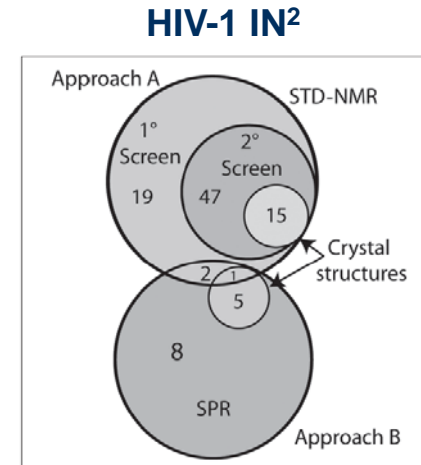 HIV-1 IN²
Approach A
STD-NMR
1°
Screen
2°
Screen
19
47
15
Crystal
structures
2
1
5
8
SPR
Approach B